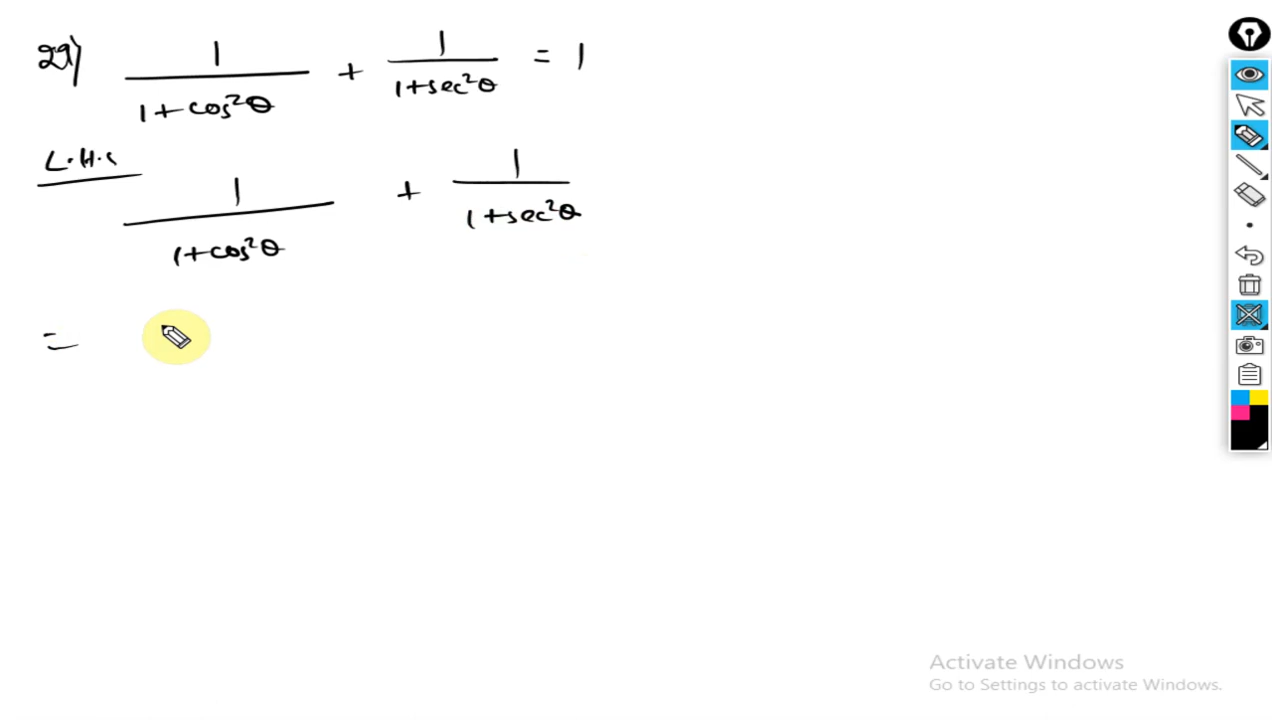 29) 1/(1+cos²θ) + 1/(1+sec²θ) = 1
L.H.S
1/(1+cos²θ) + 1/(1+sec²θ)
=
Activate Windows
Go to Settings to activate Windows.